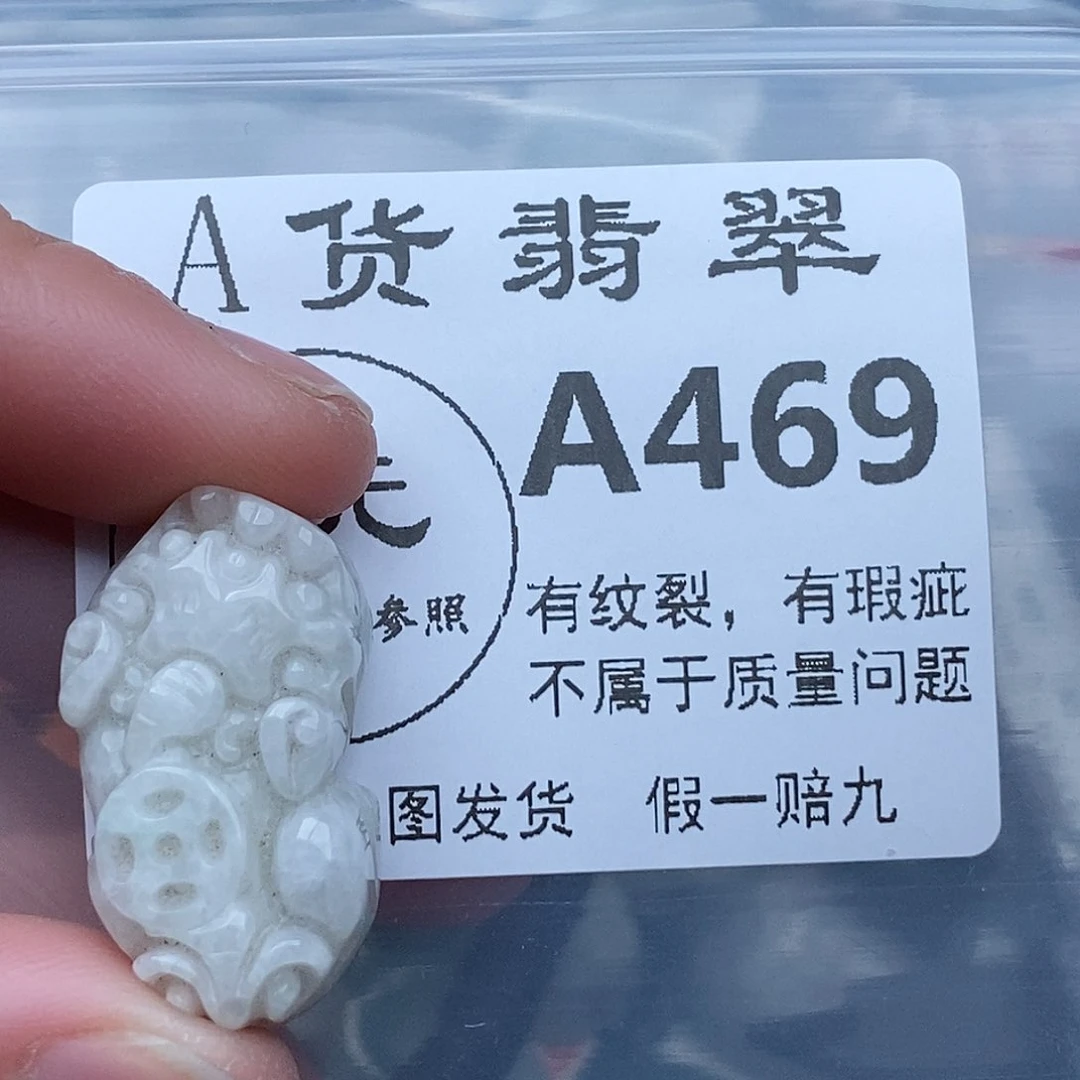 A货翡翠
A469
参照
有纹裂，有瑕疵
不属于质量问题
图发货 假一赔九